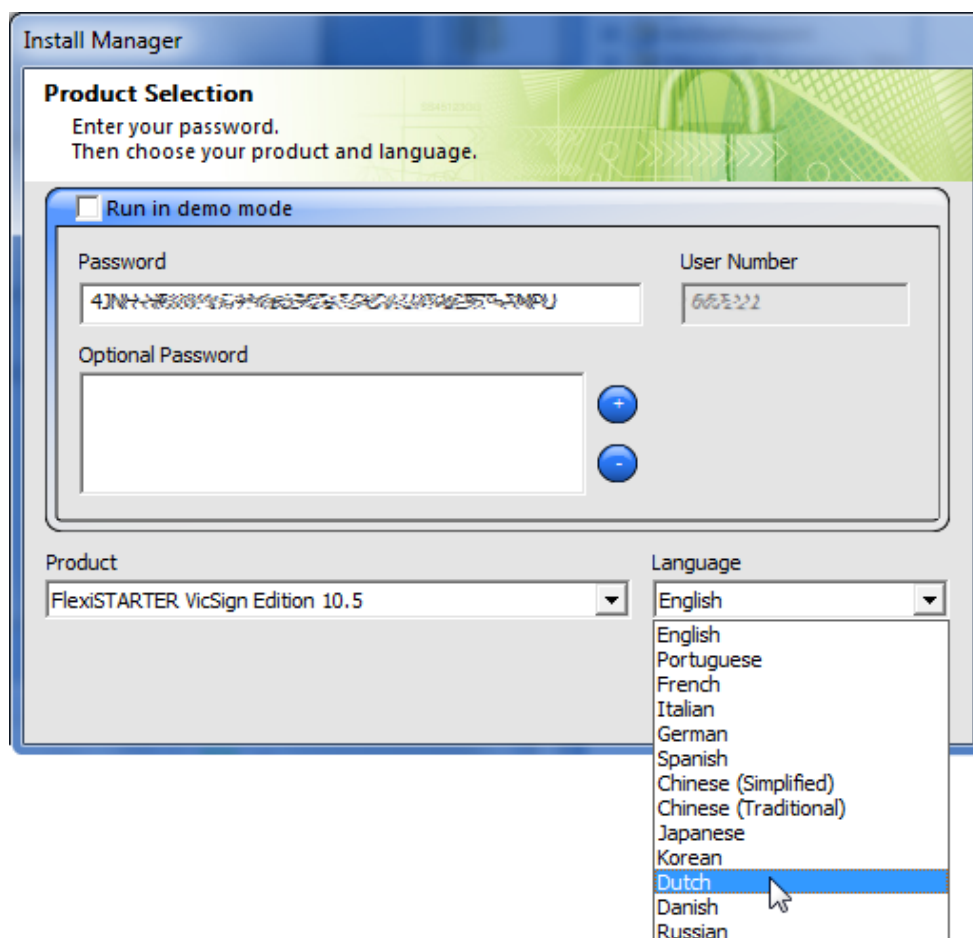 Install Manager
Product Selection
Enter your password.
Then choose your product and language.
Run in demo mode
Password
User Number
Optional Password
+
-
Product
Language
FlexiSTARTER VicSign Edition 10.5
English
English
Portuguese
French
Italian
German
Spanish
Chinese (Simplified)
Chinese (Traditional)
Japanese
Korean
Dutch
Danish
Russian